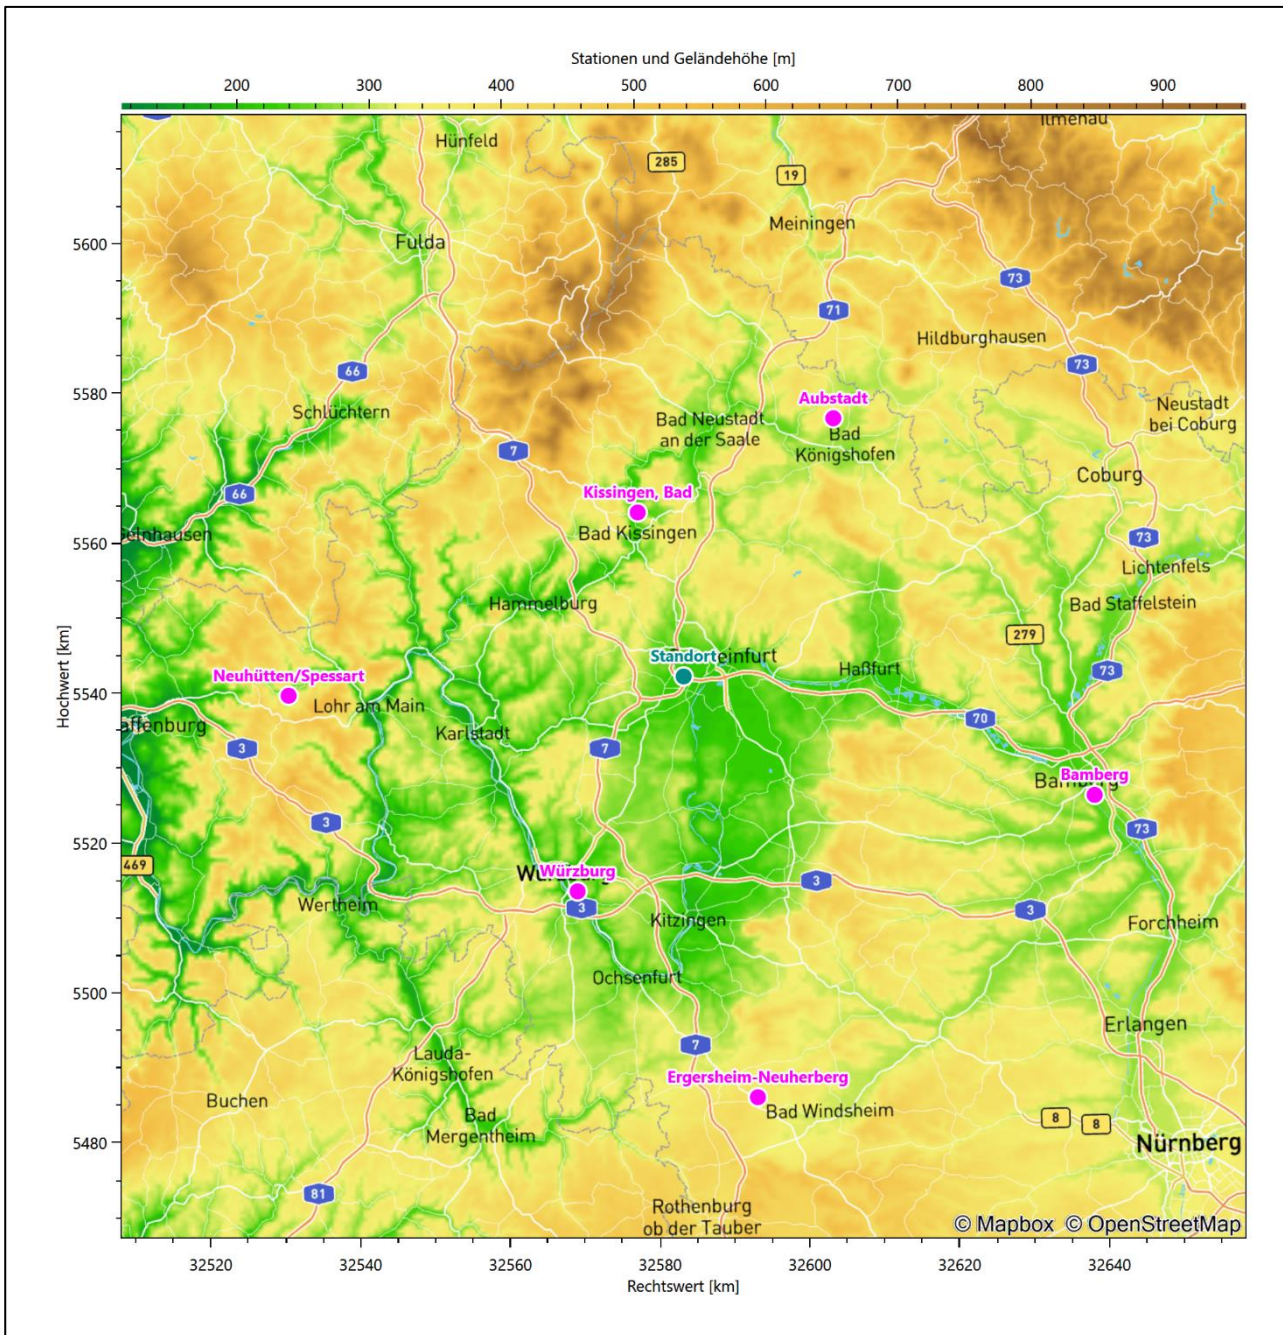 Stationen und Geländehöhe [m]
200 300 400 500 600 700 800 900
Ilmenau
Hünfeld
285
19
Meiningen
5600
Fulda
73
71
Hildburghausen
73
66
5580
Aubstadt
Schlüchtern
Neustadt
bei Coburg
Bad Neustadt
an der Saale
Bad
Königshofen
7
Coburg
66
Kissingen, Bad
Bad Kissingen
elnhausen
5560
73
Lichtenfels
Hammelburg
Bad Staffelstein
279
Standort
einfurt
Haßfurt
73
Neuhütten/Spessart
Hochwert [km]
5540
Lohr am Main
affenburg
70
Karlstadt
3
7
Bamberg
Bamberg
3
73
5520
469
Würzburg
Würzburg
3
Wertheim
3
3
Kitzingen
Forchheim
Ochsenfurt
5500
Erlangen
7
Lauda-
Königshofen
Ergersheim-Neuherberg
Buchen
Bad Windsheim
Bad
Mergentheim
8
8
5480
Nürnberg
81
Rothenburg
ob der Tauber
© Mapbox © OpenStreetMap
32520 32540 32560 32580 32600 32620 32640
Rechtswert [km]